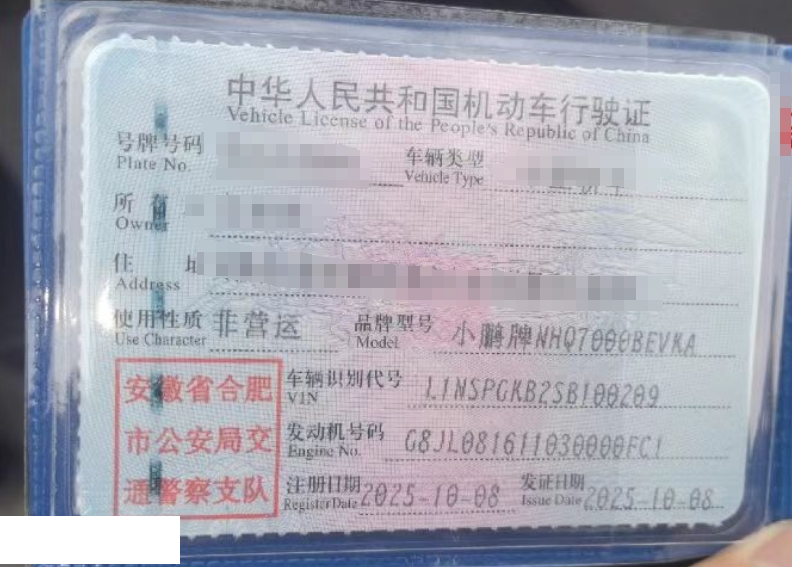 中华人民共和国机动车行驶证
Vehicle License of the People's Republic of China
号牌号码
Plate No.
车辆类型
Vehicle Type
所
Owner
住 址
Address
使用性质 非营运
Use Character
品牌型号 小鹏牌NHQ7000BEVKA
Model
安徽省合肥
市公安局交
通警察支队
车辆识别代号 L1NSPGKB2SB100209
VIN
发动机号码 G8JL081611030000FC1
Engine No.
注册日期 2025-10-08
Register Date
发证日期 2025-10-08
Issue Date